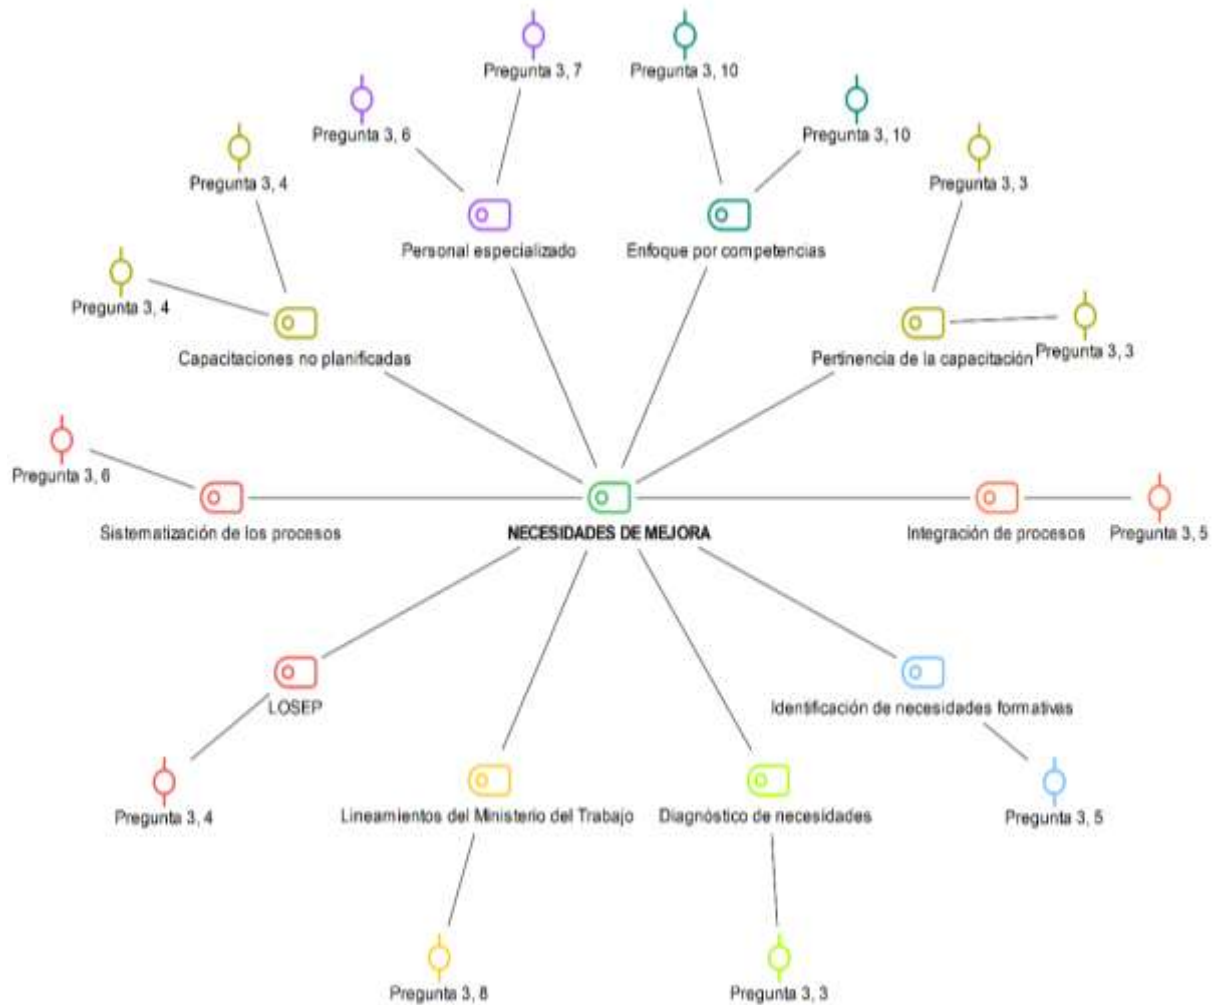 Pregunta 3, 7
Pregunta 3, 10
Pregunta 3, 6
Pregunta 3, 10
Pregunta 3, 4
Pregunta 3, 3
Personal especializado
Enfoque por competencias
Pregunta 3, 4
Capacitaciones no planificadas
Pertinencia de la capacitación
Pregunta 3, 3
Pregunta 3, 6
Sistematización de los procesos
NECESIDADES DE MEJORA
Integración de procesos
Pregunta 3, 5
LOSEP
Identificación de necesidades formativas
Pregunta 3, 4
Lineamientos del Ministerio del Trabajo
Diagnóstico de necesidades
Pregunta 3, 5
Pregunta 3, 8
Pregunta 3, 3